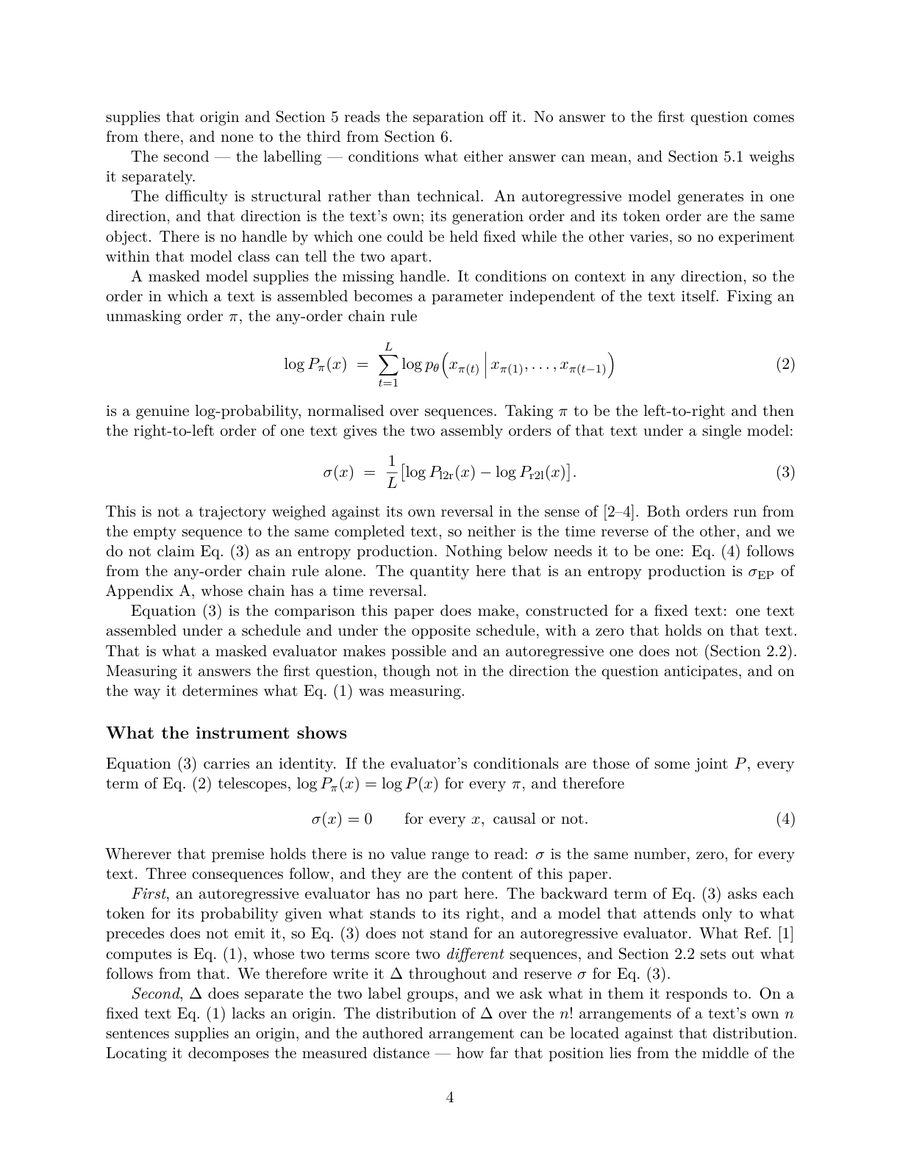 supplies that origin and Section 5 reads the separation off it. No answer to the first question comes
from there, and none to the third from Section 6.
The second — the labelling — conditions what either answer can mean, and Section 5.1 weighs
it separately.
The difficulty is structural rather than technical. An autoregressive model generates in one
direction, and that direction is the text's own; its generation order and its token order are the same
object. There is no handle by which one could be held fixed while the other varies, so no experiment
within that model class can tell the two apart.
A masked model supplies the missing handle. It conditions on context in any direction, so the
order in which a text is assembled becomes a parameter independent of the text itself. Fixing an
unmasking order π, the any-order chain rule
log P_π(x) = ∑_{t=1}^{L} log p_θ(x_{π(t)} | x_{π(1)}, . . . , x_{π(t−1)}) (2)
is a genuine log-probability, normalised over sequences. Taking π to be the left-to-right and then
the right-to-left order of one text gives the two assembly orders of that text under a single model:
σ(x) = 1/L [log P_{l2r}(x) − log P_{r2l}(x)]. (3)
This is not a trajectory weighed against its own reversal in the sense of [2–4]. Both orders run from
the empty sequence to the same completed text, so neither is the time reverse of the other, and we
do not claim Eq. (3) as an entropy production. Nothing below needs it to be one: Eq. (4) follows
from the any-order chain rule alone. The quantity here that is an entropy production is σ_EP of
Appendix A, whose chain has a time reversal.
Equation (3) is the comparison this paper does make, constructed for a fixed text: one text
assembled under a schedule and under the opposite schedule, with a zero that holds on that text.
That is what a masked evaluator makes possible and an autoregressive one does not (Section 2.2).
Measuring it answers the first question, though not in the direction the question anticipates, and on
the way it determines what Eq. (1) was measuring.
What the instrument shows
Equation (3) carries an identity. If the evaluator's conditionals are those of some joint P, every
term of Eq. (2) telescopes, log P_π(x) = log P(x) for every π, and therefore
σ(x) = 0 for every x, causal or not. (4)
Wherever that premise holds there is no value range to read: σ is the same number, zero, for every
text. Three consequences follow, and they are the content of this paper.
First, an autoregressive evaluator has no part here. The backward term of Eq. (3) asks each
token for its probability given what stands to its right, and a model that attends only to what
precedes does not emit it, so Eq. (3) does not stand for an autoregressive evaluator. What Ref. [1]
computes is Eq. (1), whose two terms score two different sequences, and Section 2.2 sets out what
follows from that. We therefore write it Δ throughout and reserve σ for Eq. (3).
Second, Δ does separate the two label groups, and we ask what in them it responds to. On a
fixed text Eq. (1) lacks an origin. The distribution of Δ over the n! arrangements of a text's own n
sentences supplies an origin, and the authored arrangement can be located against that distribution.
Locating it decomposes the measured distance — how far that position lies from the middle of the
4